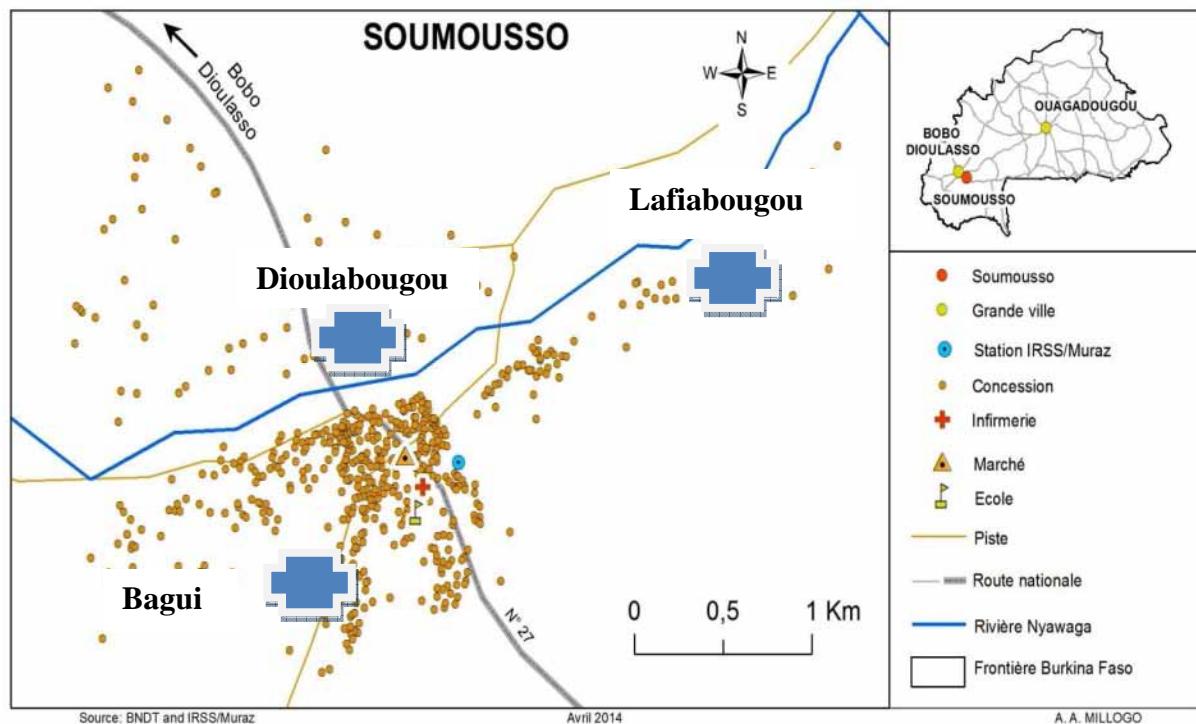 SOUMOUSSO
Bobo
Dioulasso
N
W E
S
Lafiabougou
Dioulabougou
Bagui
N° 27
0 0,5 1 Km
OUAGADOUGOU
BOBO
DIOULASSO
SOUMOUSSO
Soumousso
Grande ville
Station IRSS/Muraz
Concession
Infirmerie
Marché
Ecole
Piste
Route nationale
Rivière Nyawaga
Frontière Burkina Faso
Source: BNDT and IRSS/Muraz Avril 2014 A. A. MILLOGO